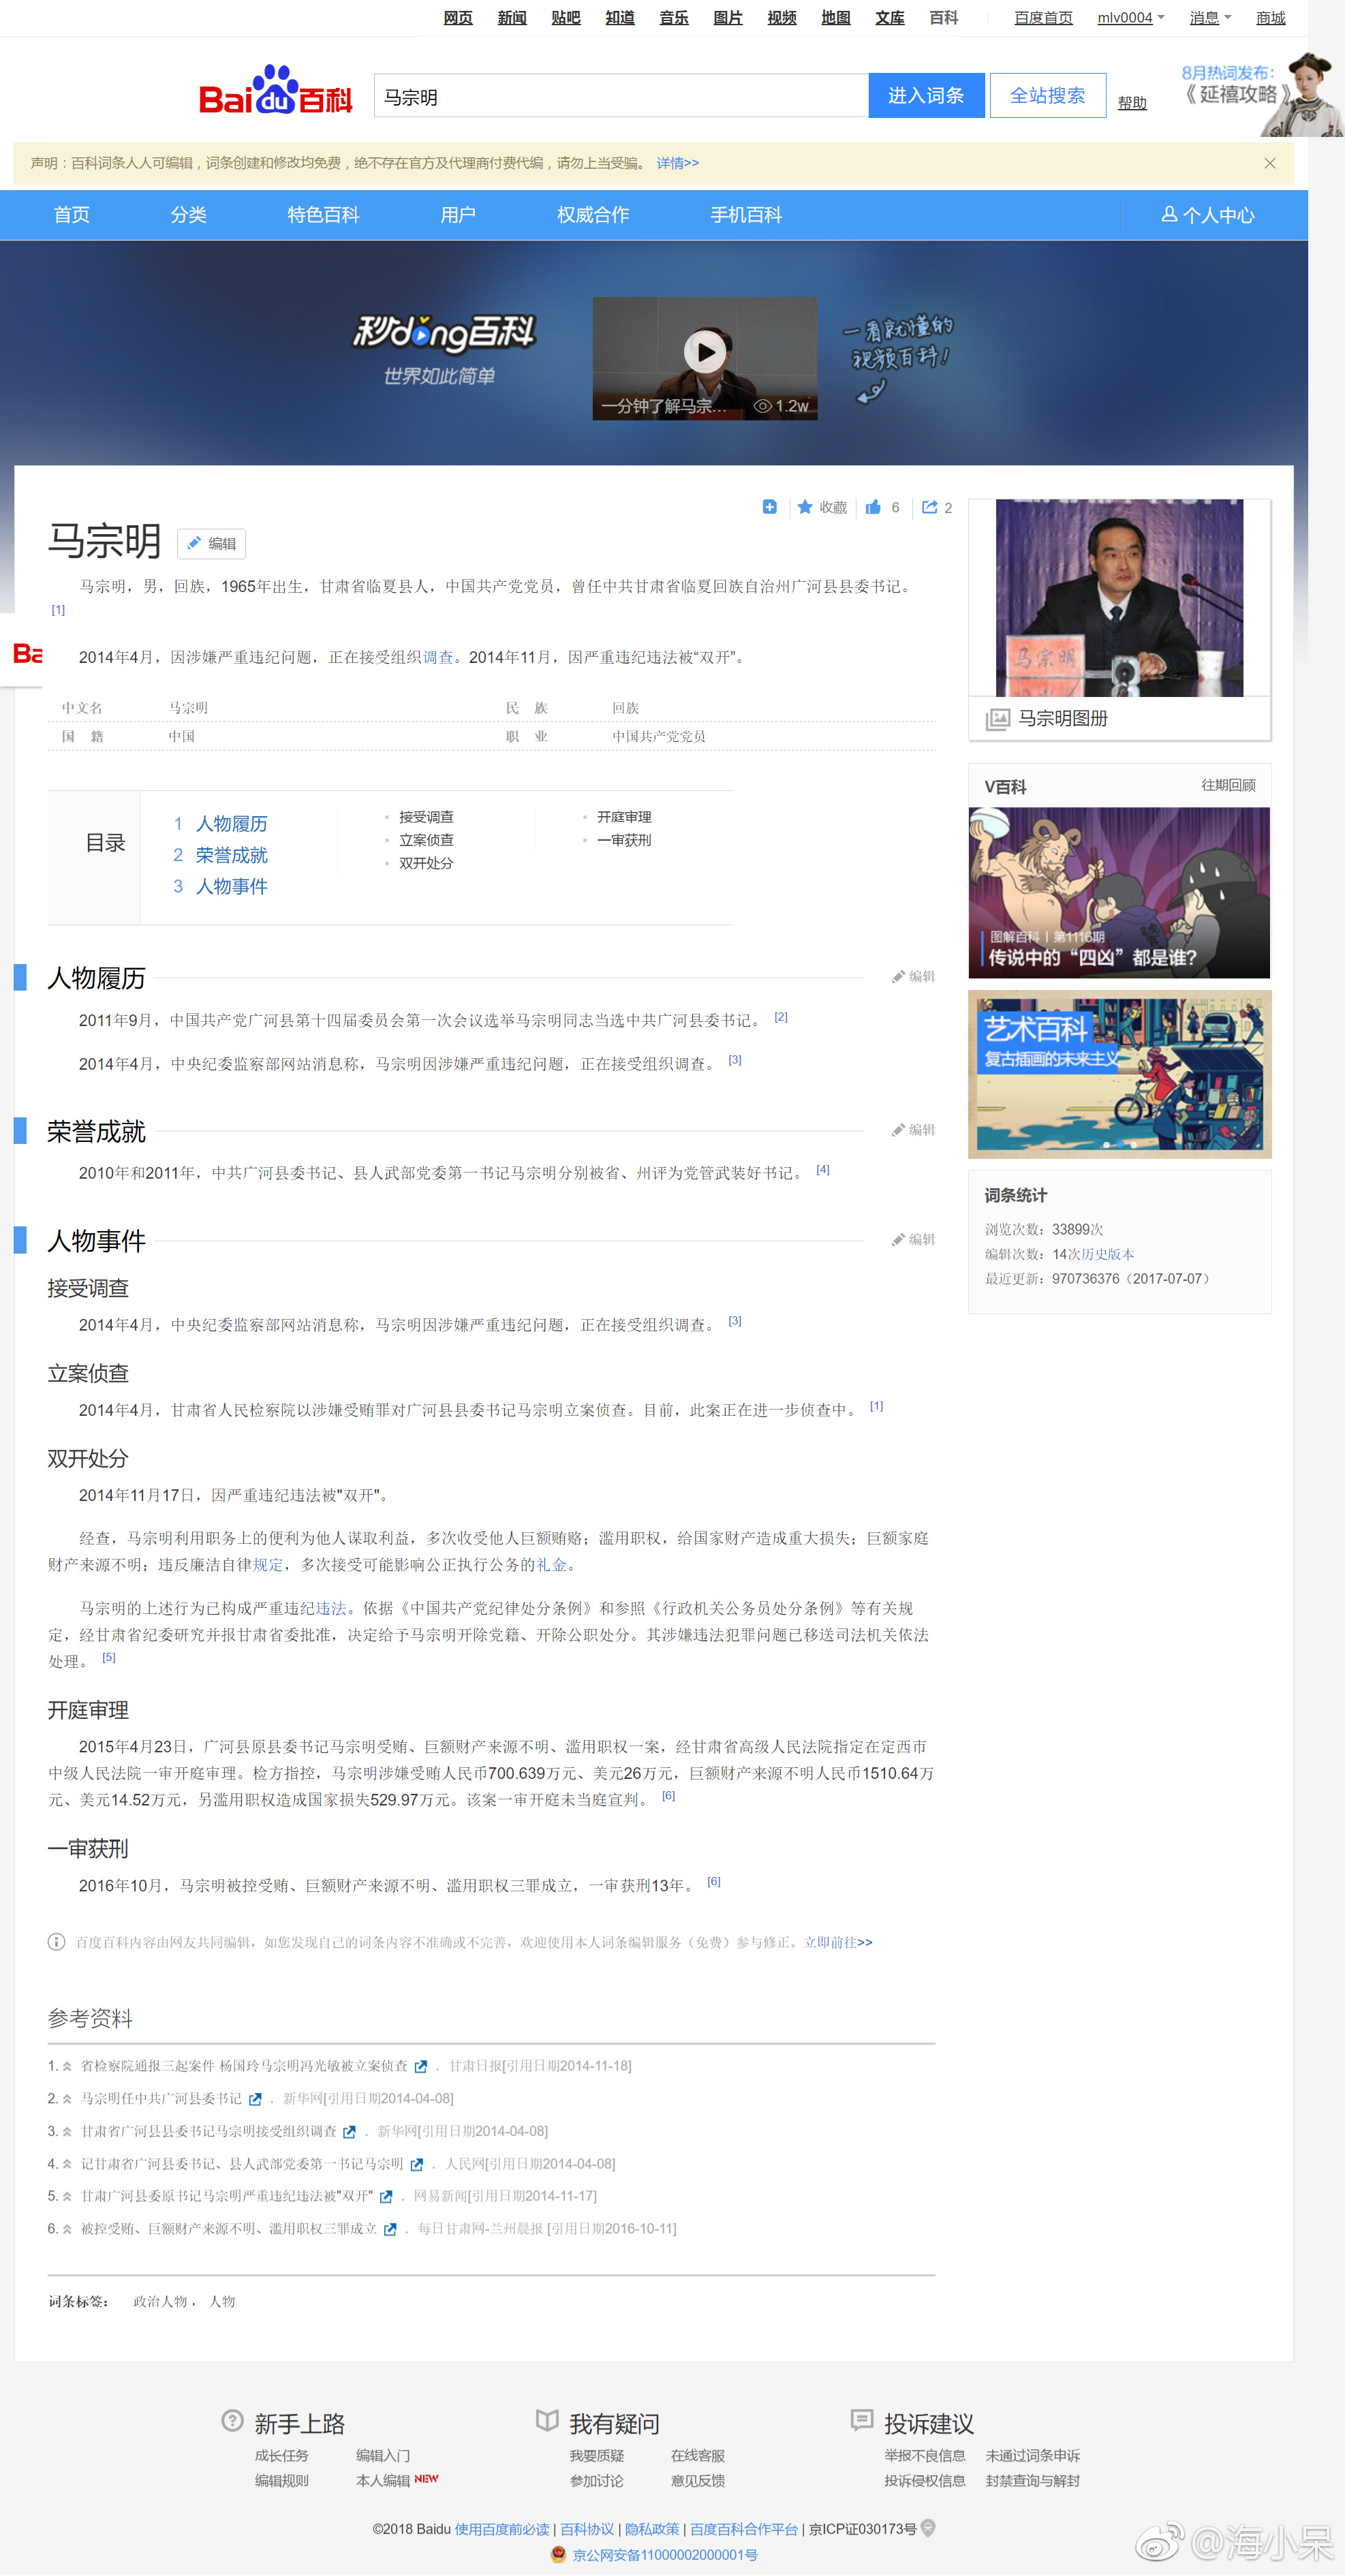 网页 新闻 贴吧 知道 音乐 图片 视频 地图 文库 百科 百度首页 mlv0004 消息 商城
Bai du 百科 马宗明 进入词条 全站搜索 帮助
8月热词发布：
《延禧攻略》
声明：百科词条人人可编辑，词条创建和修改均免费，绝不存在官方及代理商付费代编，请勿上当受骗。 详情>>
首页 分类 特色百科 用户 权威合作 手机百科 个人中心
秒dǒng百科
世界如此简单
一分钟了解马宗... 1.2w
一看就懂的
视频百科！
收藏 6 2
马宗明 编辑
马宗明，男，回族，1965年出生，甘肃省临夏县人，中国共产党党员，曾任中共甘肃省临夏回族自治州广河县县委书记。
[1]
Ba
2014年4月，因涉嫌严重违纪问题，正在接受组织调查。2014年11月，因严重违纪违法被“双开”。
中文名 马宗明 民 族 回族
国 籍 中国 职 业 中国共产党党员
马宗明
马宗明图册
目录
1 人物履历
2 荣誉成就
3 人物事件
接受调查
立案侦查
双开处分
开庭审理
一审获刑
V百科 往期回顾
图解百科 | 第1116期
传说中的“四凶”都是谁？
艺术百科
复古插画的未来主义
词条统计
浏览次数：33899次
编辑次数：14次历史版本
最近更新：970736376（2017-07-07）
人物履历 编辑
2011年9月，中国共产党广河县第十四届委员会第一次会议选举马宗明同志当选中共广河县委书记。 [2]
2014年4月，中央纪委监察部网站消息称，马宗明因涉嫌严重违纪问题，正在接受组织调查。 [3]
荣誉成就 编辑
2010年和2011年，中共广河县委书记、县人武部党委第一书记马宗明分别被省、州评为党管武装好书记。 [4]
人物事件 编辑
接受调查
2014年4月，中央纪委监察部网站消息称，马宗明因涉嫌严重违纪问题，正在接受组织调查。 [3]
立案侦查
2014年4月，甘肃省人民检察院以涉嫌受贿罪对广河县县委书记马宗明立案侦查。目前，此案正在进一步侦查中。 [1]
双开处分
2014年11月17日，因严重违纪违法被"双开"。
经查，马宗明利用职务上的便利为他人谋取利益，多次收受他人巨额贿赂；滥用职权，给国家财产造成重大损失；巨额家庭
财产来源不明；违反廉洁自律规定，多次接受可能影响公正执行公务的礼金。
马宗明的上述行为已构成严重违纪违法。依据《中国共产党纪律处分条例》和参照《行政机关公务员处分条例》等有关规
定，经甘肃省纪委研究并报甘肃省委批准，决定给予马宗明开除党籍、开除公职处分。其涉嫌违法犯罪问题已移送司法机关依法
处理。 [5]
开庭审理
2015年4月23日，广河县原县委书记马宗明受贿、巨额财产来源不明、滥用职权一案，经甘肃省高级人民法院指定在定西市
中级人民法院一审开庭审理。检方指控，马宗明涉嫌受贿人民币700.639万元、美元26万元，巨额财产来源不明人民币1510.64万
元、美元14.52万元，另滥用职权造成国家损失529.97万元。该案一审开庭未当庭宣判。 [6]
一审获刑
2016年10月，马宗明被控受贿、巨额财产来源不明、滥用职权三罪成立，一审获刑13年。 [6]
百度百科内容由网友共同编辑，如您发现自己的词条内容不准确或不完善，欢迎使用本人词条编辑服务（免费）参与修正。立即前往>>
参考资料
1. 省检察院通报三起案件 杨国玲马宗明冯光敏被立案侦查 ．甘肃日报[引用日期2014-11-18]
2. 马宗明任中共广河县委书记 ．新华网[引用日期2014-04-08]
3. 甘肃省广河县县委书记马宗明接受组织调查 ．新华网[引用日期2014-04-08]
4. 记甘肃省广河县委书记、县人武部党委第一书记马宗明 ．人民网[引用日期2014-04-08]
5. 甘肃广河县委原书记马宗明严重违纪违法被"双开" ．网易新闻[引用日期2014-11-17]
6. 被控受贿、巨额财产来源不明、滥用职权三罪成立 ．每日甘肃网-兰州晨报 [引用日期2016-10-11]
词条标签： 政治人物 ， 人物
新手上路 我有疑问 投诉建议
成长任务 编辑入门 我要质疑 在线客服 举报不良信息 未通过词条申诉
编辑规则 本人编辑 NEW 参加讨论 意见反馈 投诉侵权信息 封禁查询与解封
©2018 Baidu 使用百度前必读 | 百科协议 | 隐私政策 | 百度百科合作平台 | 京ICP证030173号
京公网安备11000002000001号
@海小呆